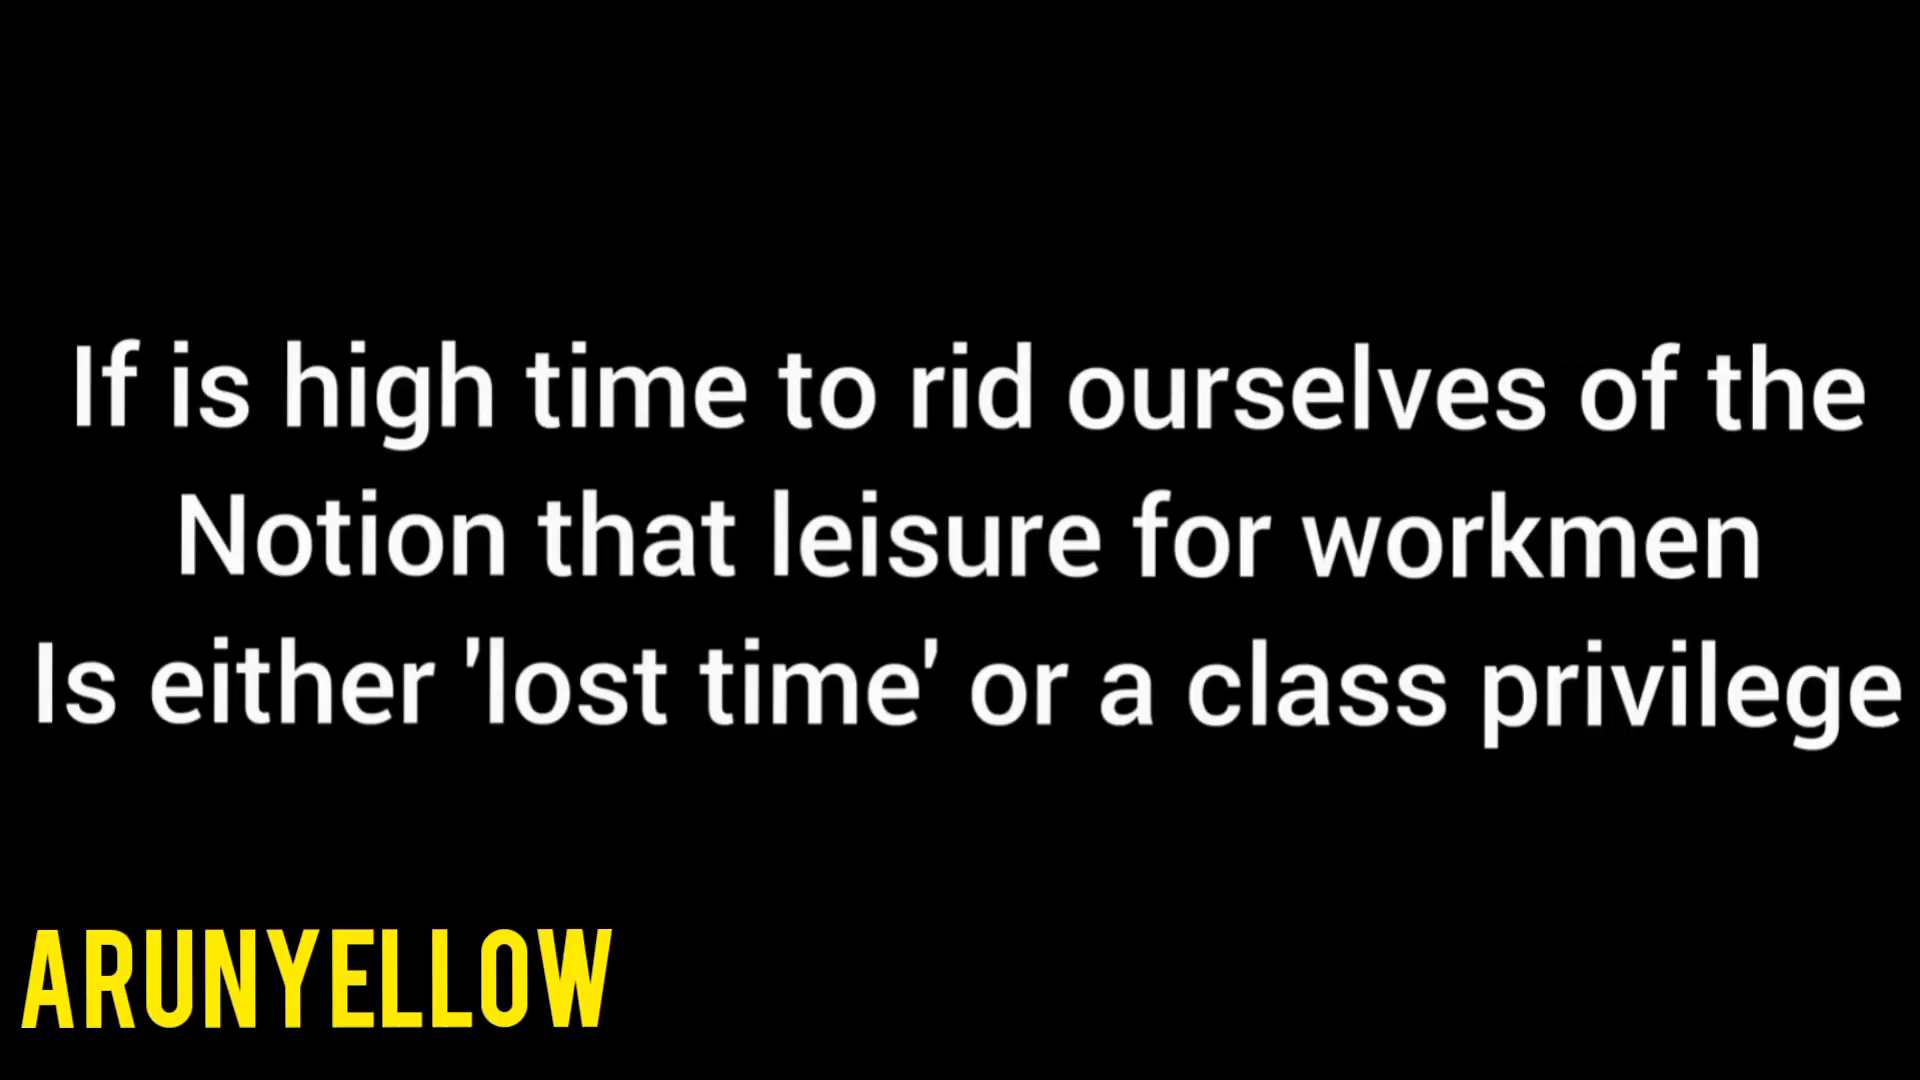 If is high time to rid ourselves of the
Notion that leisure for workmen
Is either 'lost time' or a class privilege
ARUNYELLOW